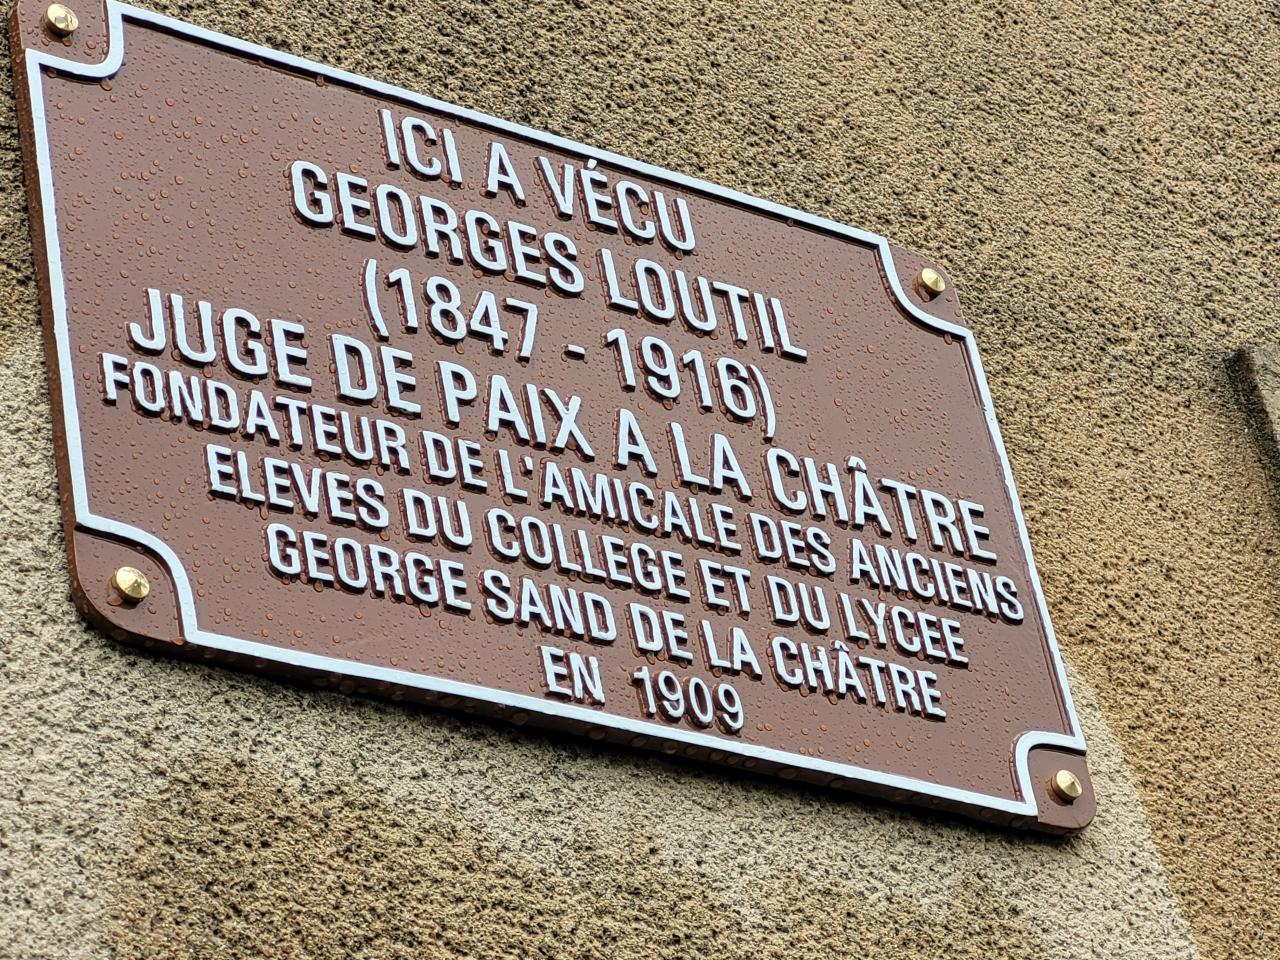 ICI A VÉCU
GEORGES LOUTIL
(1847 - 1916)
JUGE DE PAIX A LA CHÂTRE
FONDATEUR DE L'AMICALE DES ANCIENS
ELEVES DU COLLEGE ET DU LYCEE
GEORGE SAND DE LA CHÂTRE
EN 1909